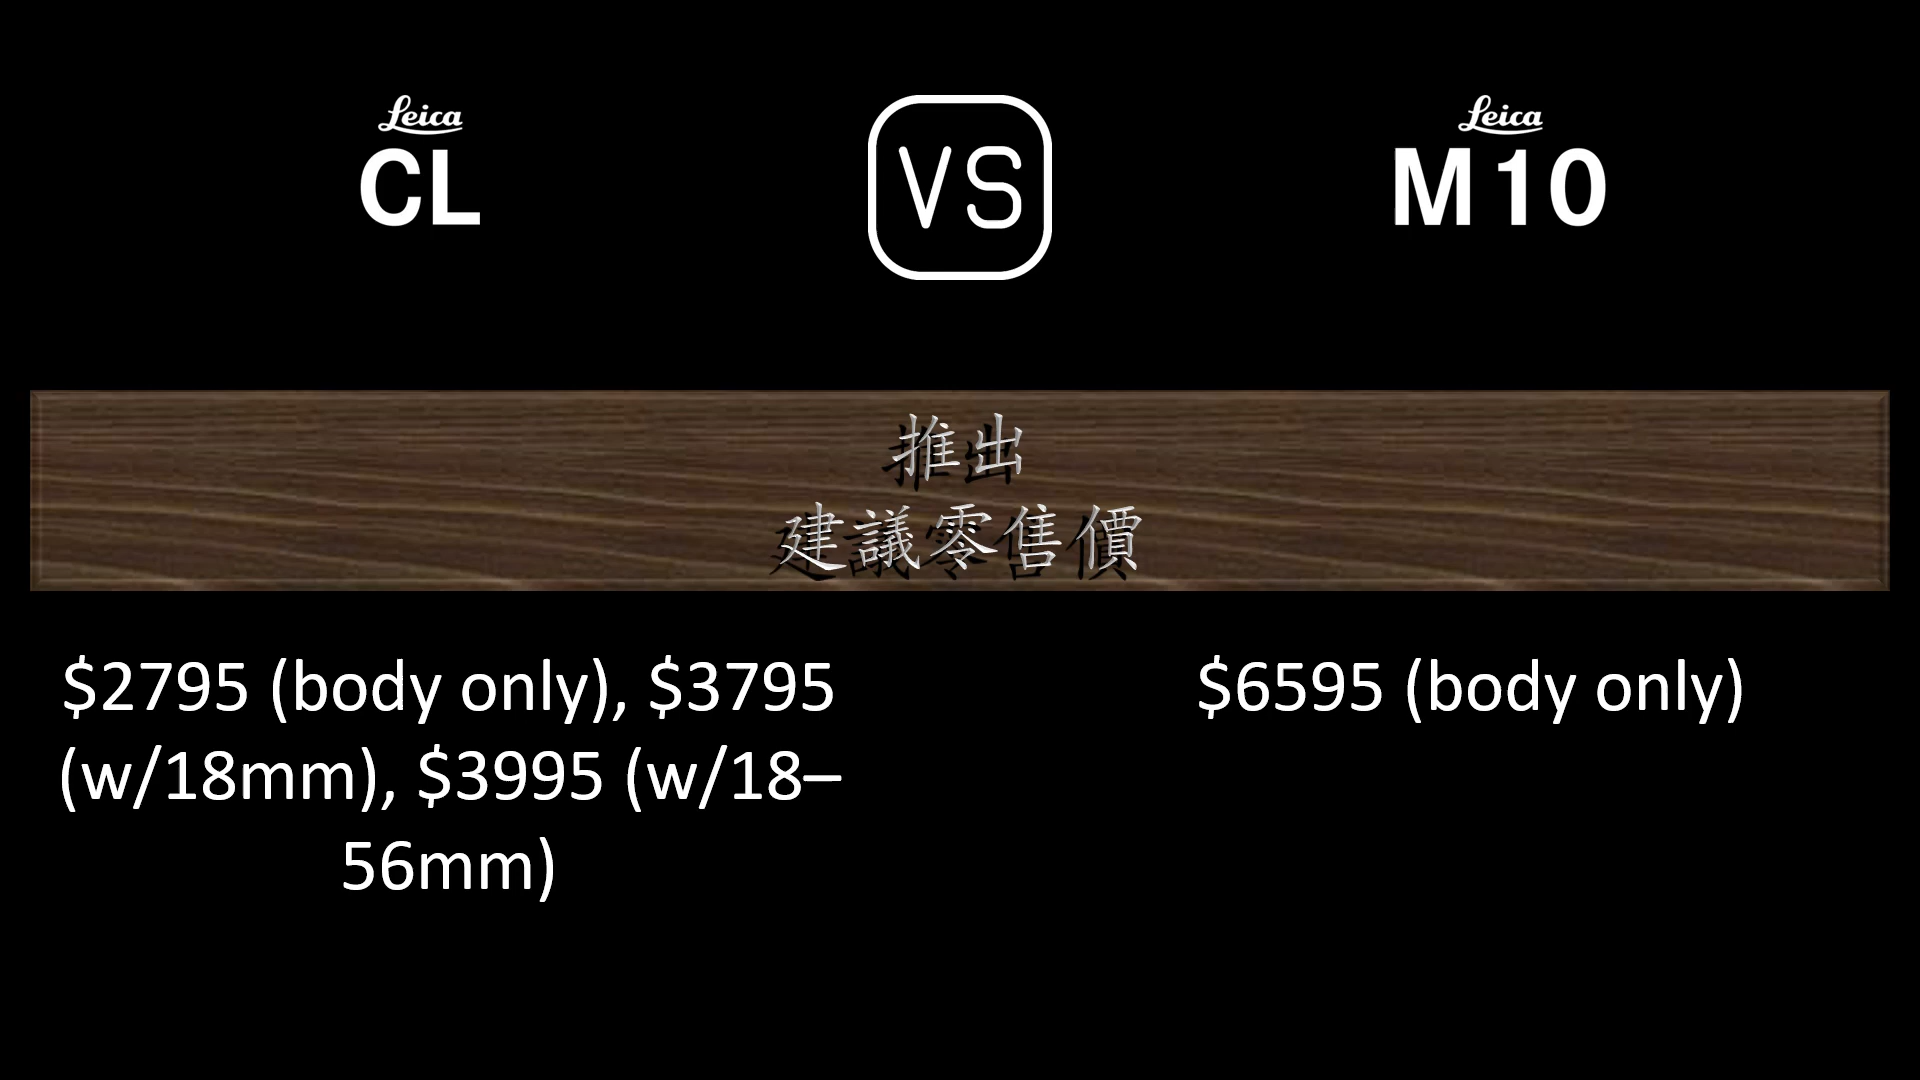 Leica
CL
VS
Leica
M10
推出
建議零售價
$2795 (body only), $3795
(w/18mm), $3995 (w/18–
56mm)
$6595 (body only)